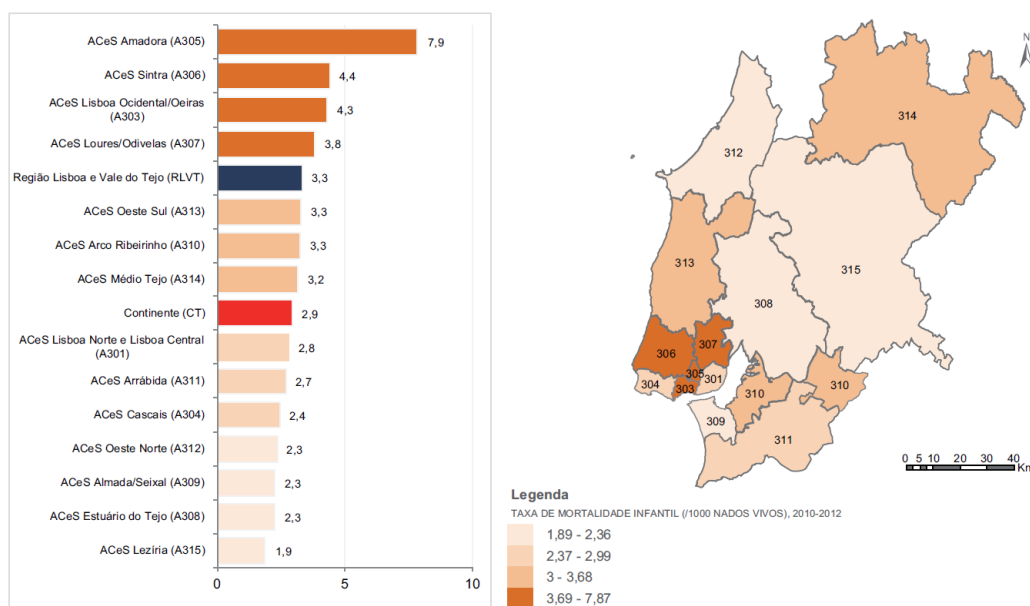 ACeS Amadora (A305)
7,9
ACeS Sintra (A306)
4,4
ACeS Lisboa Ocidental/Oeiras
(A303)
4,3
ACeS Loures/Odivelas (A307)
3,8
Região Lisboa e Vale do Tejo (RLVT)
3,3
ACeS Oeste Sul (A313)
3,3
ACeS Arco Ribeirinho (A310)
3,3
ACeS Médio Tejo (A314)
3,2
Continente (CT)
2,9
ACeS Lisboa Norte e Lisboa Central
(A301)
2,8
ACeS Arrábida (A311)
2,7
ACeS Cascais (A304)
2,4
ACeS Oeste Norte (A312)
2,3
ACeS Almada/Seixal (A309)
2,3
ACeS Estuário do Tejo (A308)
2,3
ACeS Lezíria (A315)
1,9
0 5 10
N
314
312
315
313
308
307
306
305
301
304
303
310
310
309
311
0 5 10 20 30 40
Km
Legenda
TAXA DE MORTALIDADE INFANTIL (/1000 NADOS VIVOS), 2010-2012
1,89 - 2,36
2,37 - 2,99
3 - 3,68
3,69 - 7,87